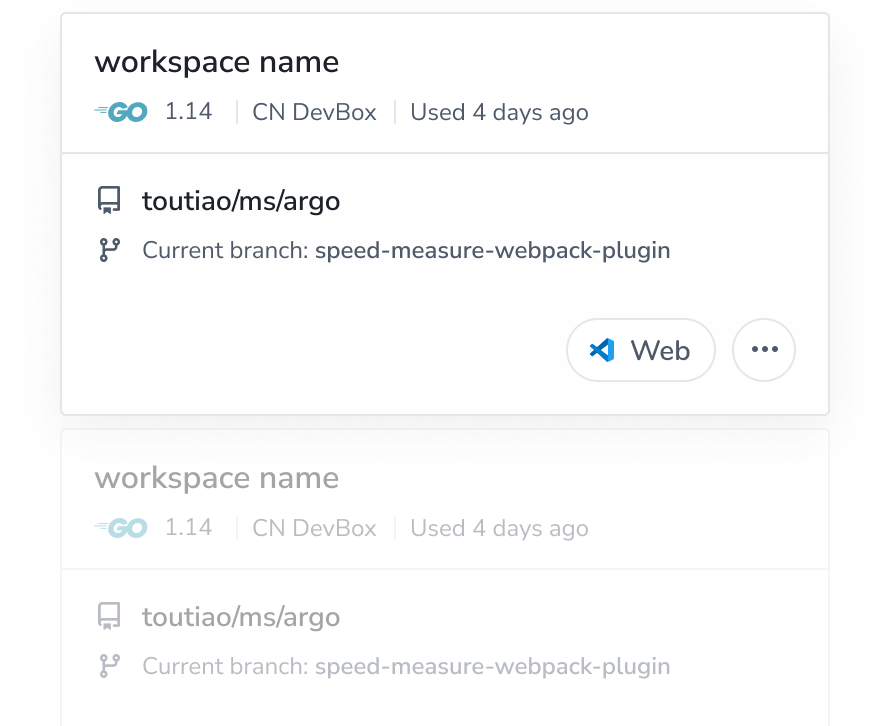 workspace name
GO 1.14 CN DevBox Used 4 days ago
toutiao/ms/argo
Current branch: speed-measure-webpack-plugin
Web
workspace name
GO 1.14 CN DevBox Used 4 days ago
toutiao/ms/argo
Current branch: speed-measure-webpack-plugin